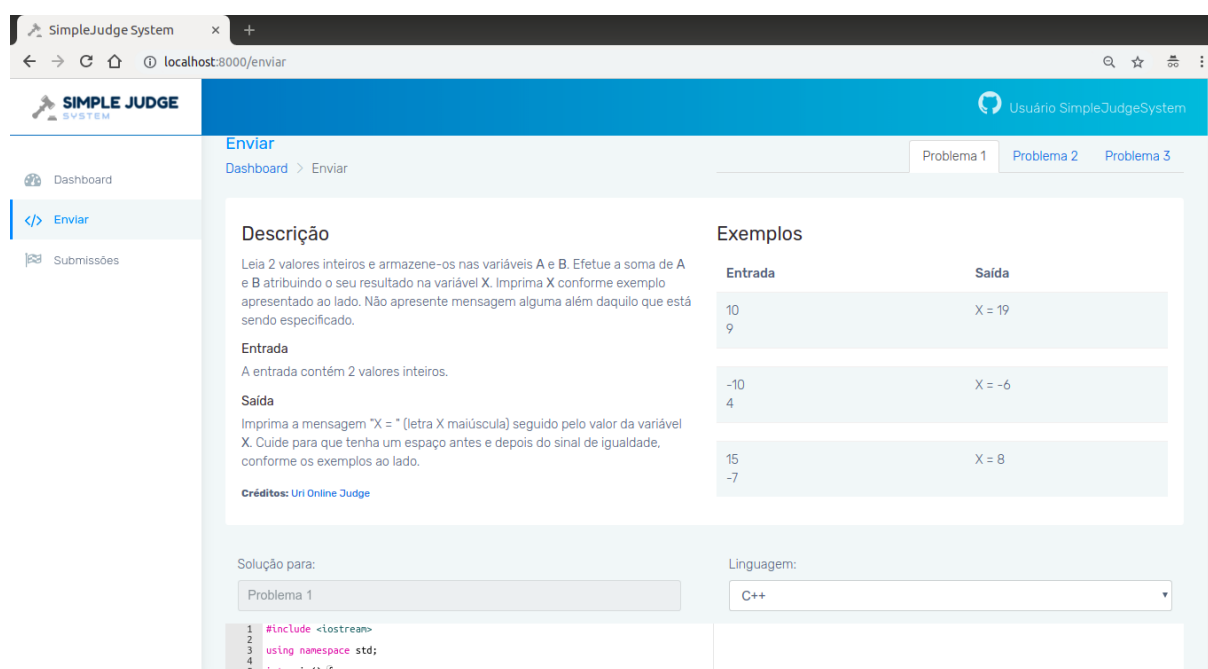 SimpleJudge System
localhost:8000/enviar
SIMPLE JUDGE
SYSTEM
Usuário SimpleJudgeSystem
Dashboard
Enviar
Submissões
Enviar
Dashboard > Enviar
Problema 1 Problema 2 Problema 3
Descrição
Leia 2 valores inteiros e armazene-os nas variáveis A e B. Efetue a soma de A
e B atribuindo o seu resultado na variável X. Imprima X conforme exemplo
apresentado ao lado. Não apresente mensagem alguma além daquilo que está
sendo especificado.
Entrada
A entrada contém 2 valores inteiros.
Saída
Imprima a mensagem "X = " (letra X maiúscula) seguido pelo valor da variável
X. Cuide para que tenha um espaço antes e depois do sinal de igualdade,
conforme os exemplos ao lado.
Créditos: Uri Online Judge
Exemplos
Entrada Saída
10 X = 19
9
-10 X = -6
4
15 X = 8
-7
Solução para:
Problema 1
Linguagem:
C++
1 #include <iostream>
2
3 using namespace std;
4